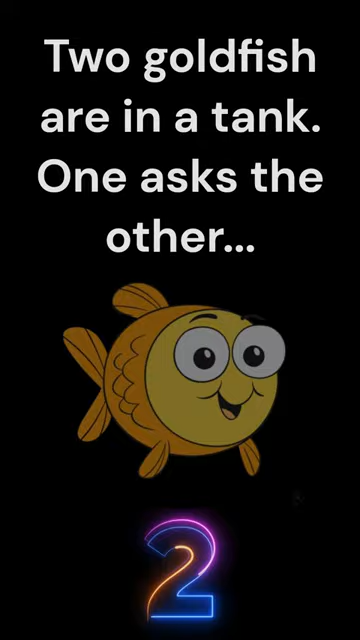 Two goldfish
are in a tank.
One asks the
other...
2